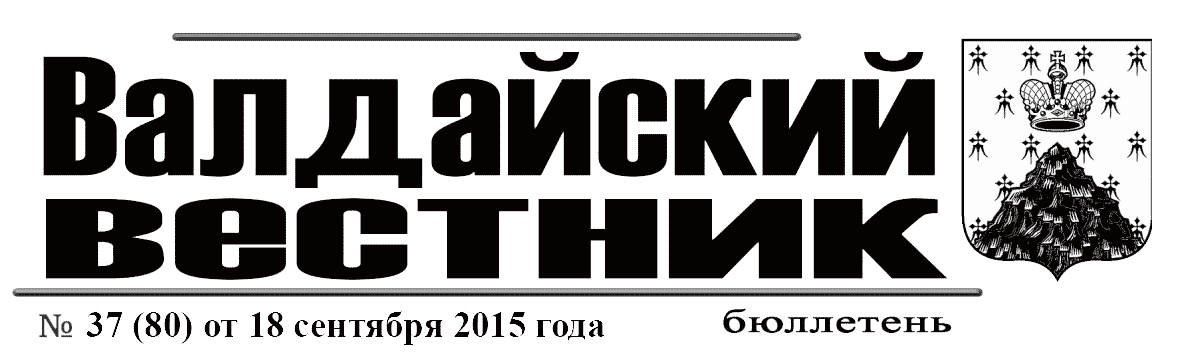 Валдайский
вестник
№ 37 (80) от 18 сентября 2015 года бюллетень